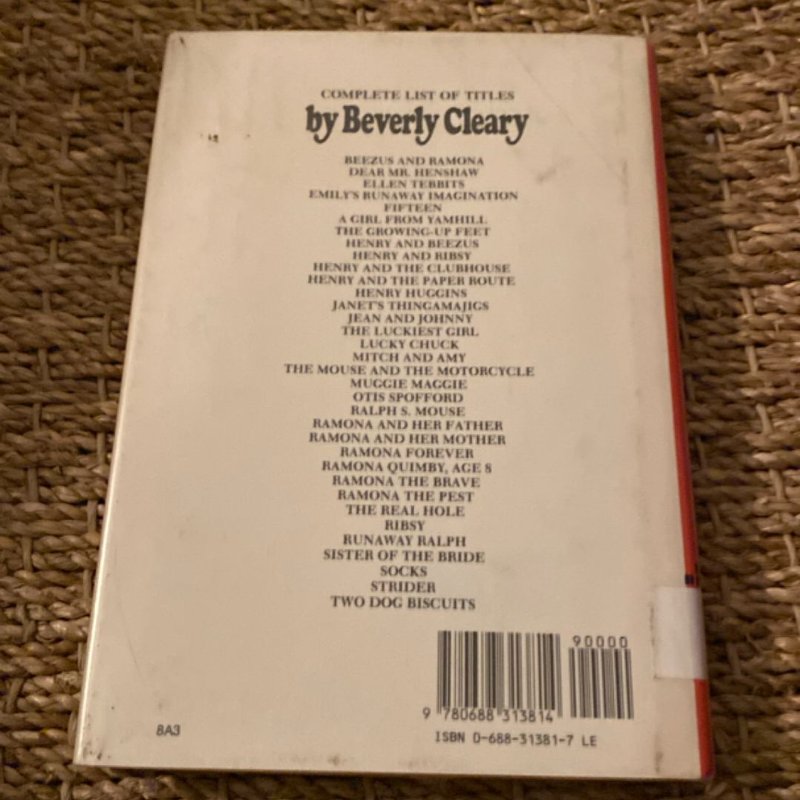 COMPLETE LIST OF TITLES
by Beverly Cleary
BEEZUS AND RAMONA
DEAR MR. HENSHAW
ELLEN TEBBITS
EMILY'S RUNAWAY IMAGINATION
FIFTEEN
A GIRL FROM YAMHILL
THE GROWING-UP FEET
HENRY AND BEEZUS
HENRY AND RIBSY
HENRY AND THE CLUBHOUSE
HENRY AND THE PAPER ROUTE
HENRY HUGGINS
JANET'S THINGAMAJIGS
JEAN AND JOHNNY
THE LUCKIEST GIRL
LUCKY CHUCK
MITCH AND AMY
THE MOUSE AND THE MOTORCYCLE
MUGGIE MAGGIE
OTIS SPOFFORD
RALPH S. MOUSE
RAMONA AND HER FATHER
RAMONA AND HER MOTHER
RAMONA FOREVER
RAMONA QUIMBY, AGE 8
RAMONA THE BRAVE
RAMONA THE PEST
THE REAL HOLE
RIBSY
RUNAWAY RALPH
SISTER OF THE BRIDE
SOCKS
STRIDER
TWO DOG BISCUITS
90000
9 780688 313814
ISBN 0-688-31381-7 LE
8A3